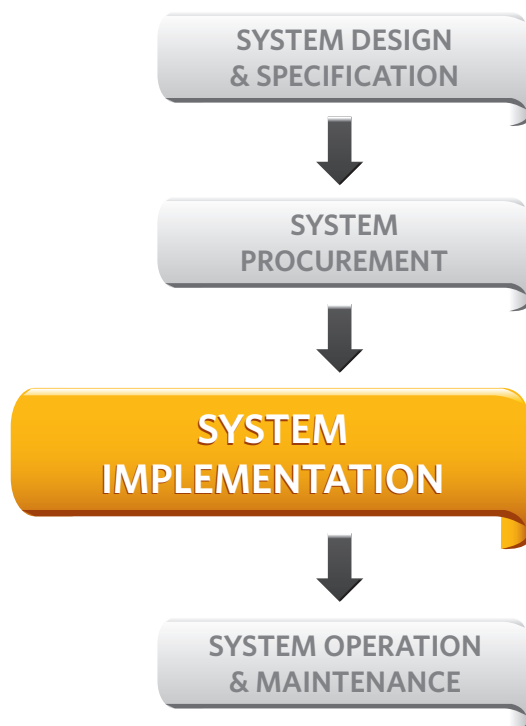 SYSTEM DESIGN
& SPECIFICATION
SYSTEM
PROCUREMENT
SYSTEM
IMPLEMENTATION
SYSTEM OPERATION
& MAINTENANCE